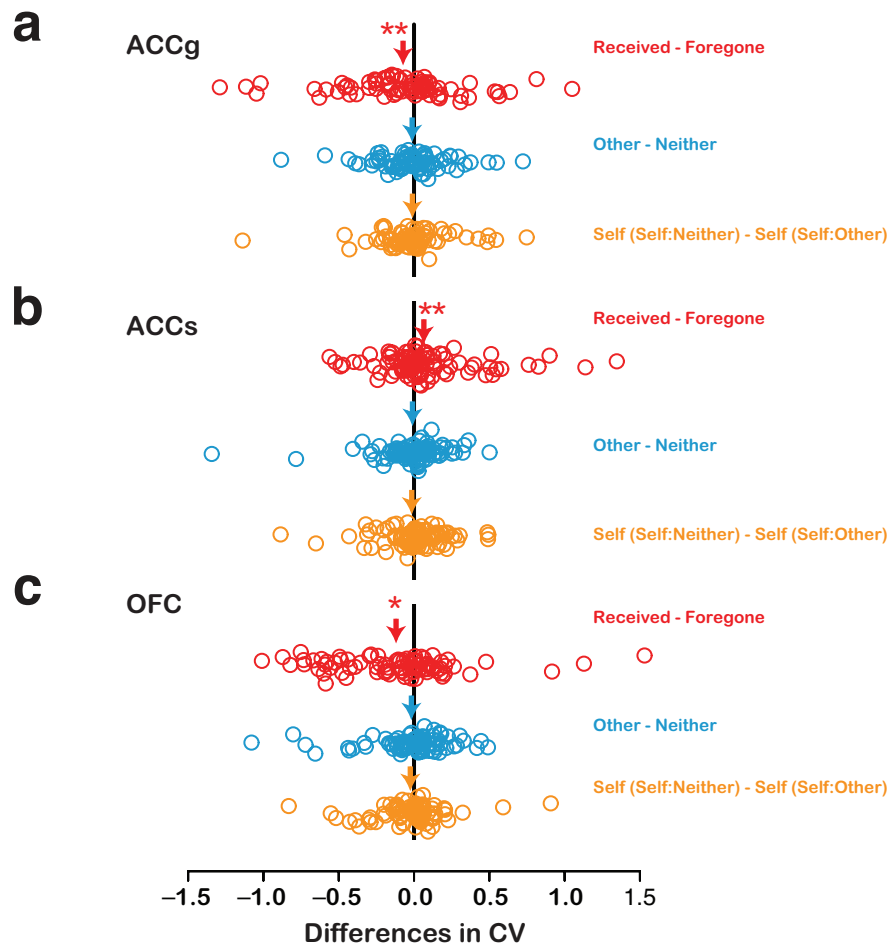 a
ACCg
**
Received - Foregone
Other - Neither
Self (Self:Neither) - Self (Self:Other)
b
ACCs
**
Received - Foregone
Other - Neither
Self (Self:Neither) - Self (Self:Other)
c
OFC
*
Received - Foregone
Other - Neither
Self (Self:Neither) - Self (Self:Other)
–1.5 –1.0 –0.5 0.0 0.5 1.0 1.5
Differences in CV